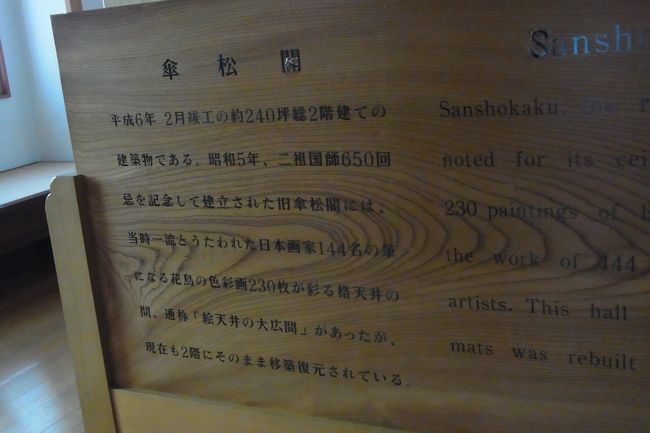 傘松閣
平成6年 2月竣工の約240坪総2階建ての
建築物である。昭和5年、二祖国師650回
忌を記念して建立された旧傘松閣には、
当時一流とうたわれた日本画家144名の筆
になる花鳥の色彩画230枚が彩る格天井の
間、通称「絵天井の大広間」があったが、
現在も2階にそのまま移築復元されている。
Sansh
Sanshokaku, the
noted for its cei
230 paintings of
the work of 144
artists. This hall
mats was rebuilt